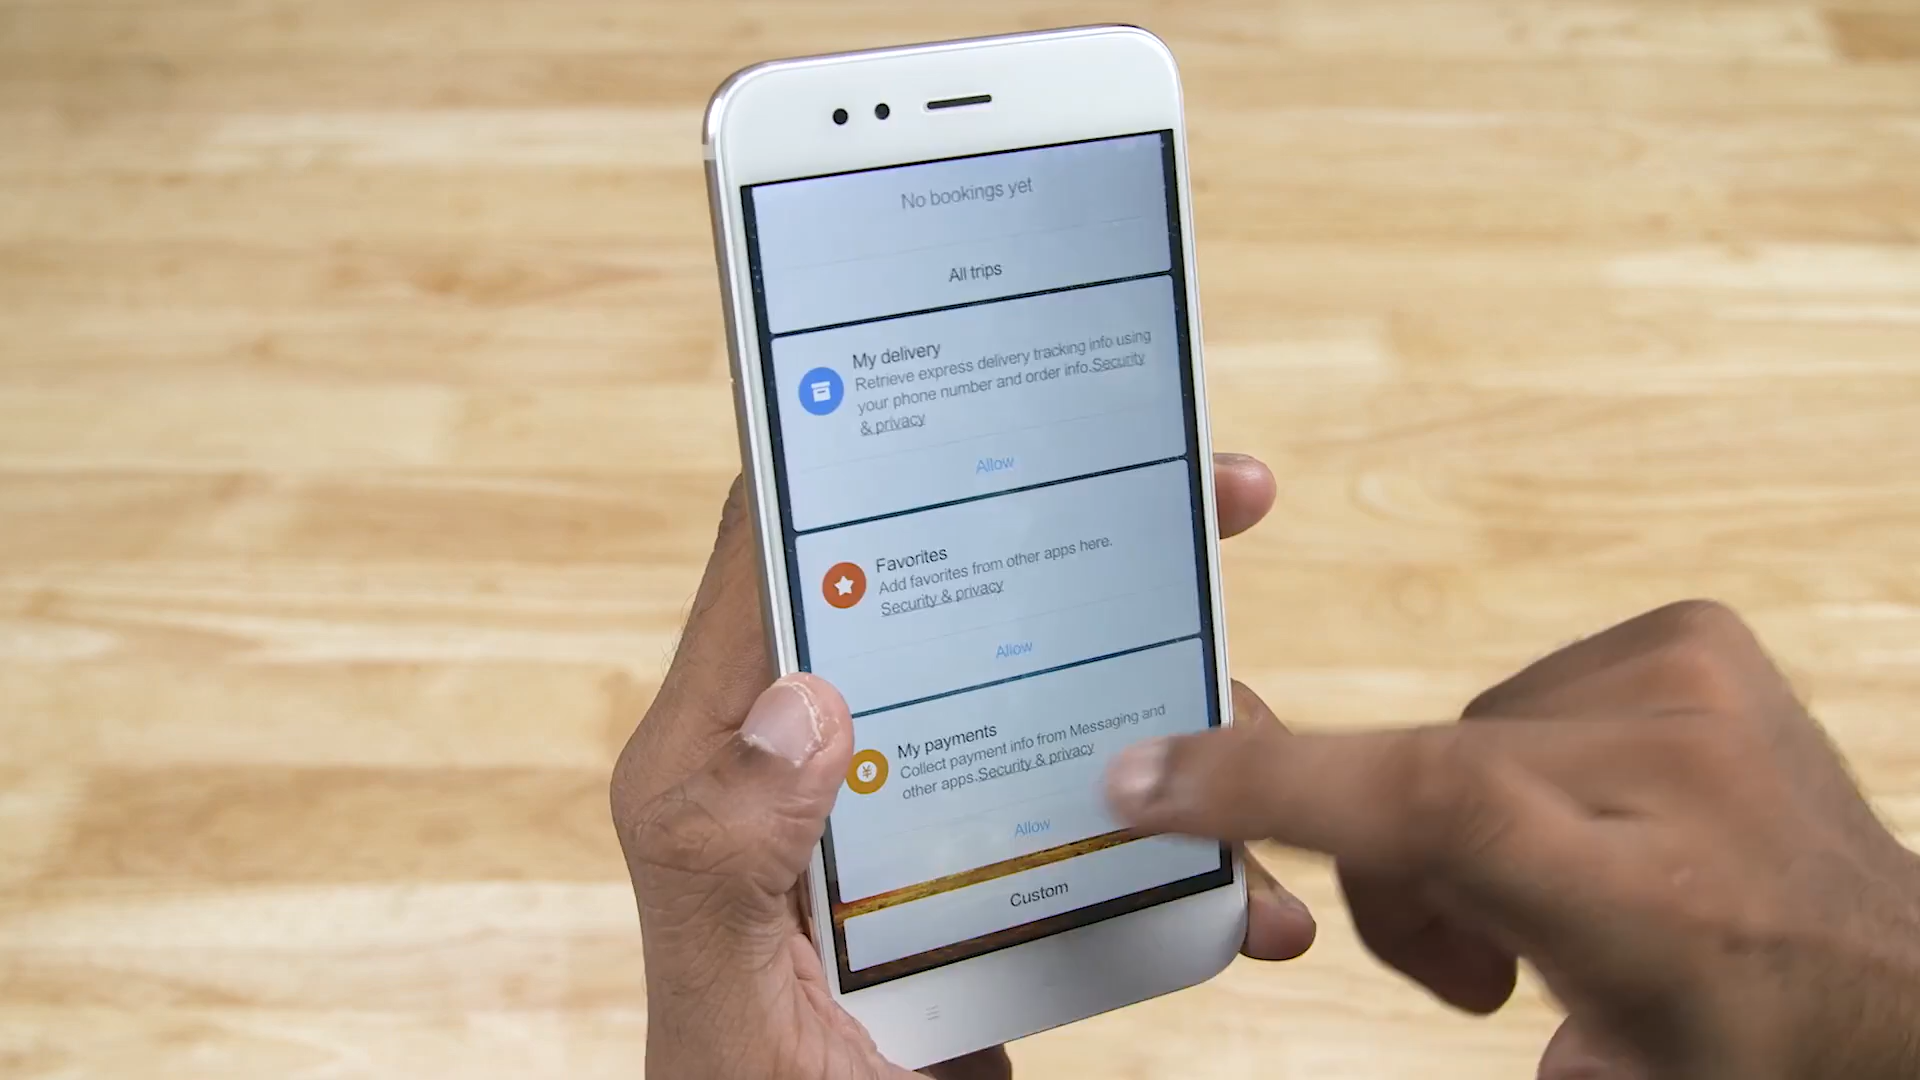 No bookings yet
All trips
My delivery
Retrieve express delivery tracking info using
your phone number and order info.Security
& privacy
Allow
Favorites
Add favorites from other apps here.
Security & privacy
Allow
My payments
Collect payment info from Messaging and
other apps.Security & privacy
Allow
Custom